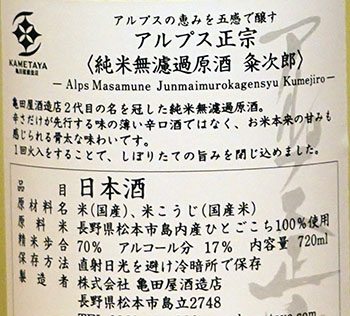 アルプスの恵みを五感で醸す
アルプス正宗
〈純米無濾過原酒 粂次郎〉
— Alps Masamune Junmaimurokagensyu Kumejiro —
KAMETAYA
亀田屋酒造店2代目の名を冠した純米無濾過原酒。
辛さだけが先行する味の薄い辛口酒ではなく、お米本来の甘みも
感じられる骨太な味わいです。
1回火入をすることで、しぼりたての旨みを閉じ込めました。
品目 日本酒
原材料名 米(国産)、米こうじ(国産米)
原料米 長野県松本市島内産ひとごこち100%使用
精米歩合 70% アルコール分 17% 内容量 720ml
保存方法 直射日光を避け冷暗所で保存
製造者 株式会社 亀田屋酒造店
長野県松本市島立2748